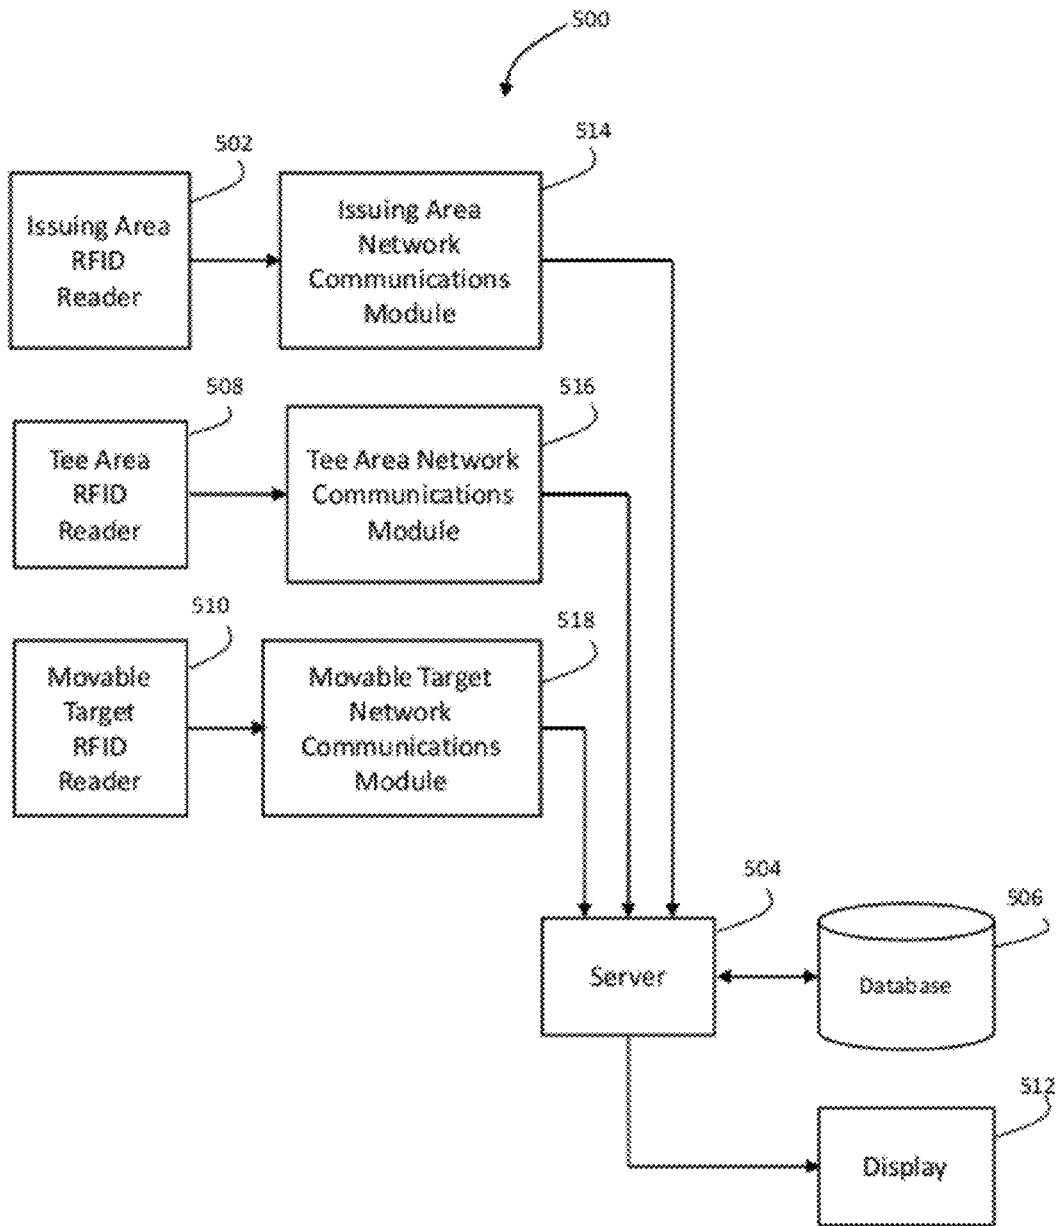 500
502
Issuing Area
RFID
Reader
514
Issuing Area
Network
Communications
Module
508
Tee Area
RFID
Reader
516
Tee Area Network
Communications
Module
510
Movable
Target
RFID
Reader
518
Movable Target
Network
Communications
Module
504
Server
506
Database
512
Display